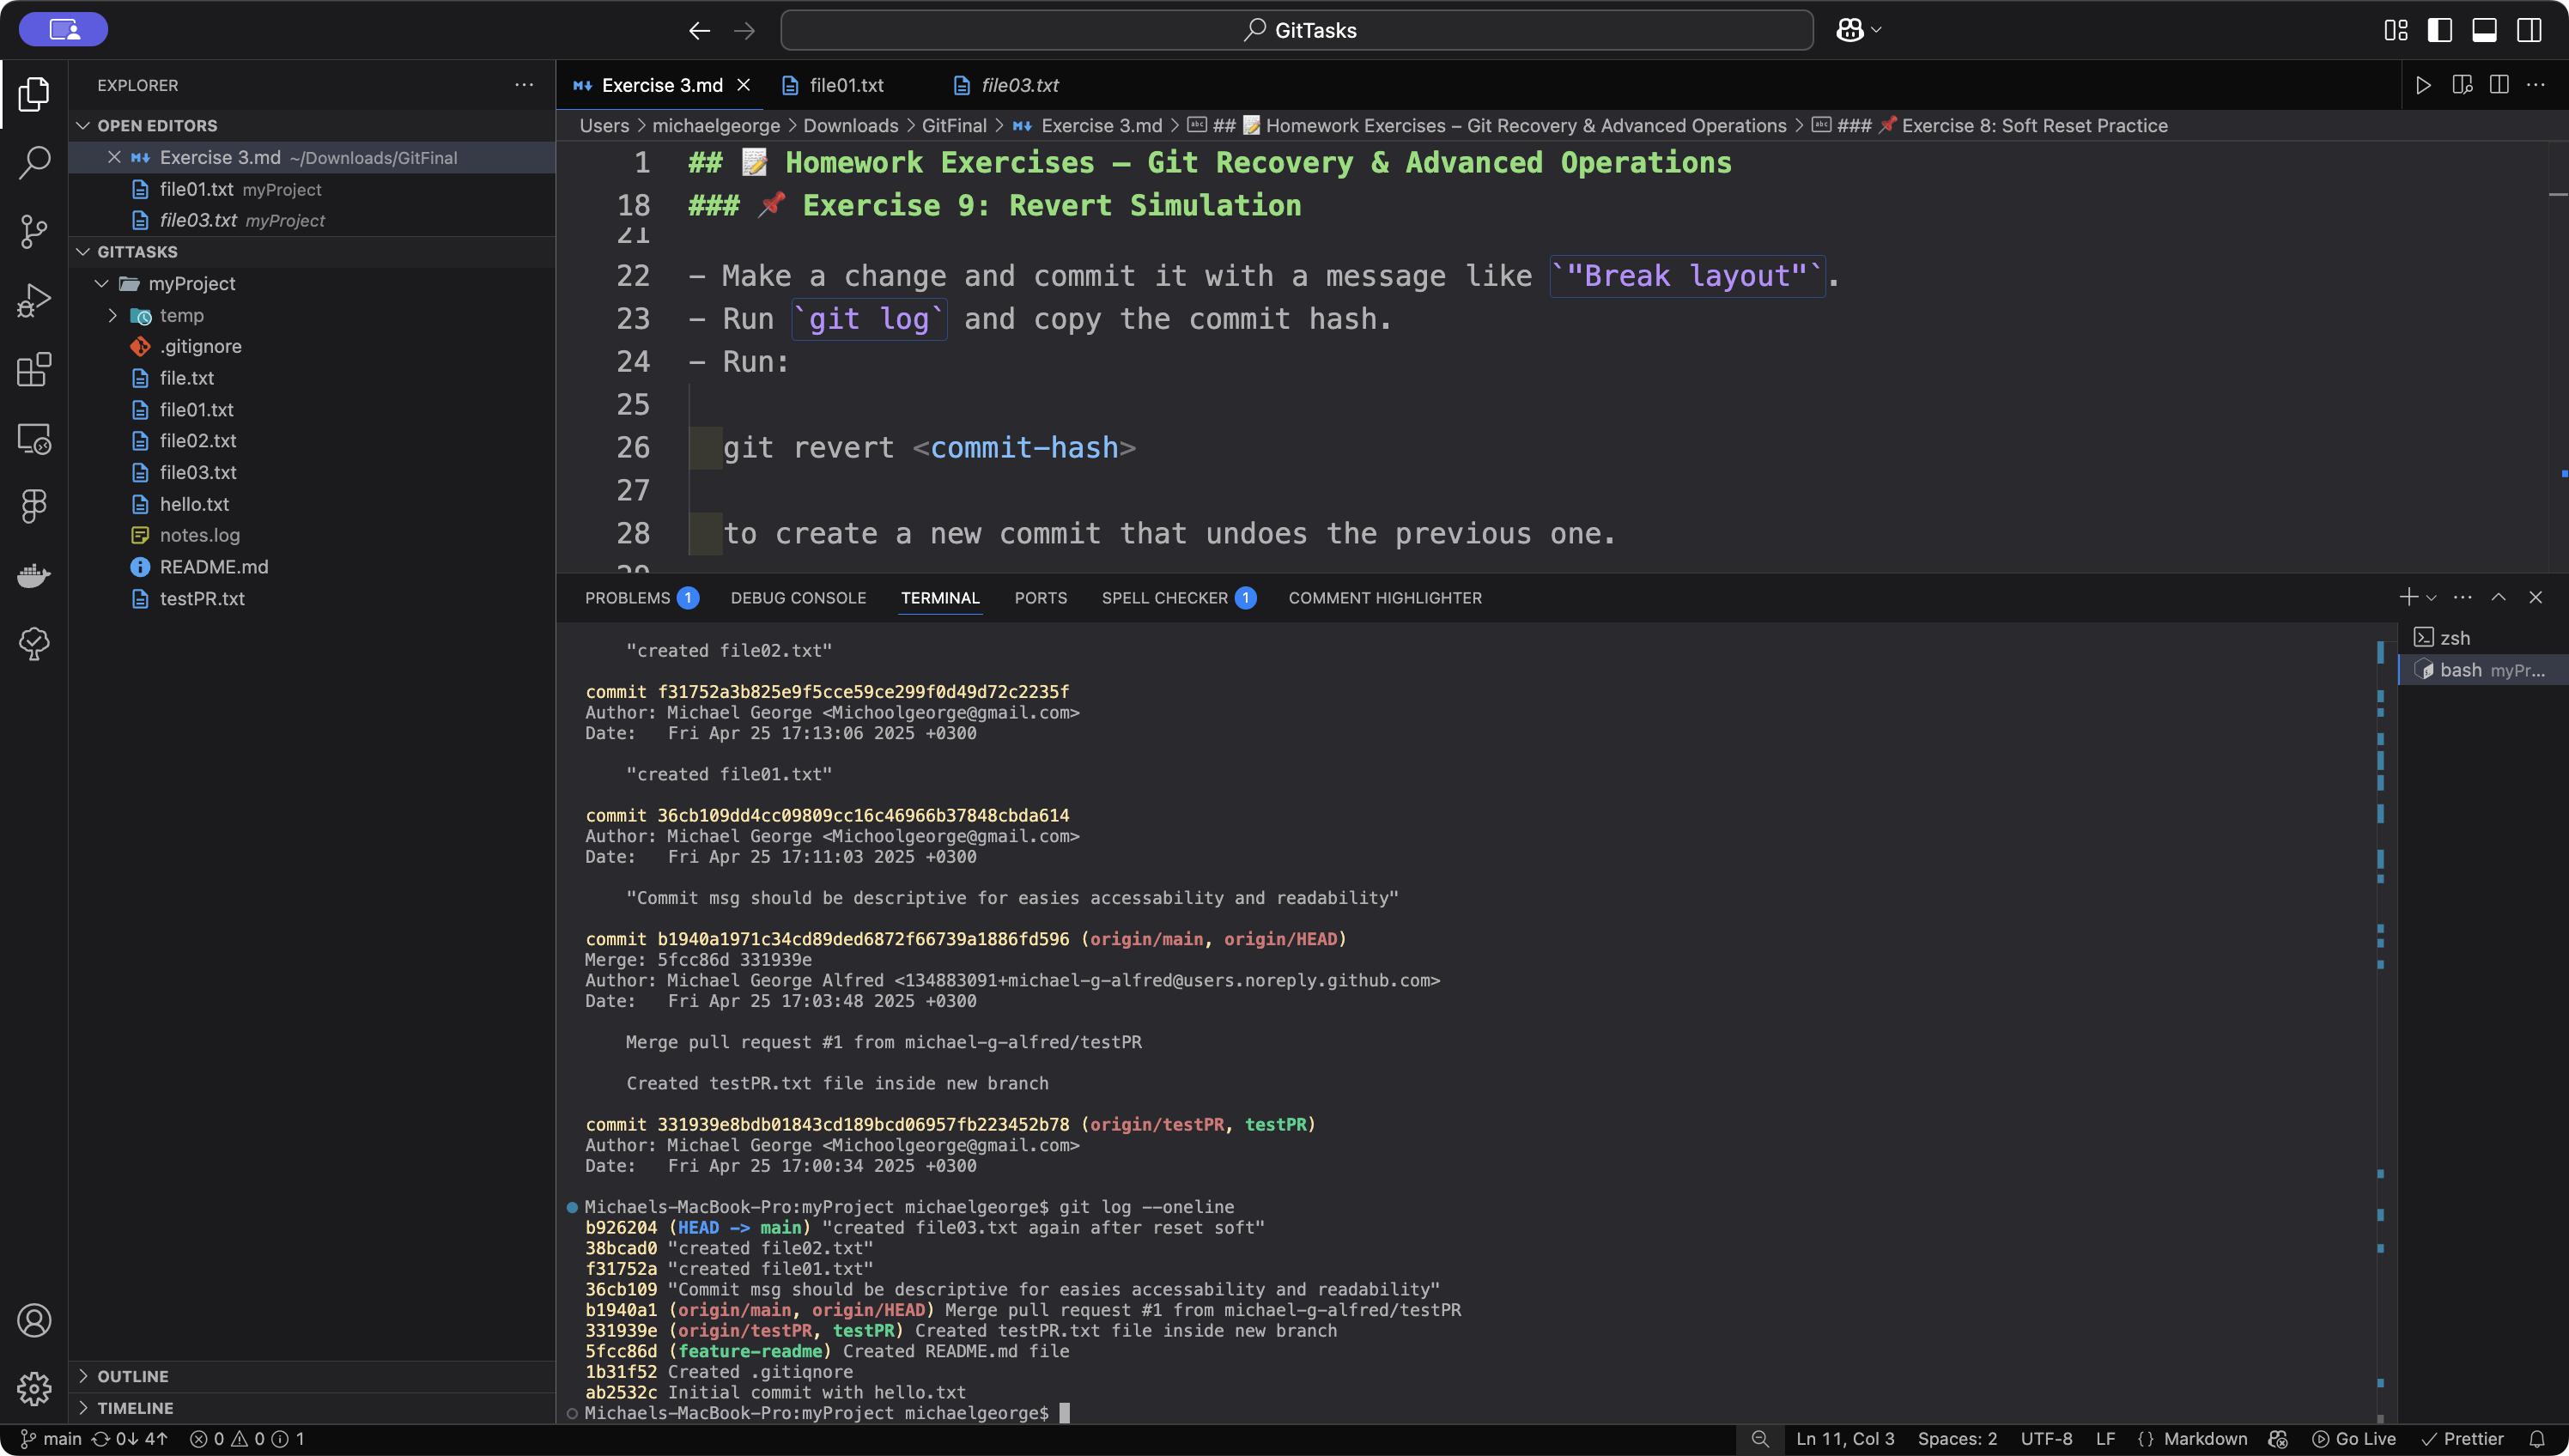 GitTasks
EXPLORER
OPEN EDITORS
Exercise 3.md ~/Downloads/GitFinal
file01.txt myProject
file03.txt myProject
GITTASKS
myProject
temp
.gitignore
file.txt
file01.txt
file02.txt
file03.txt
hello.txt
notes.log
README.md
testPR.txt
OUTLINE
TIMELINE
Exercise 3.md
file01.txt
file03.txt
Users > michaelgeorge > Downloads > GitFinal > Exercise 3.md > ## 📝 Homework Exercises – Git Recovery & Advanced Operations > ### 📌 Exercise 8: Soft Reset Practice
1 ## 📝 Homework Exercises – Git Recovery & Advanced Operations
18 ### 📌 Exercise 9: Revert Simulation
21
22 - Make a change and commit it with a message like `"Break layout"`.
23 - Run `git log` and copy the commit hash.
24 - Run:
25
26 git revert <commit-hash>
27
28 to create a new commit that undoes the previous one.
29
PROBLEMS 1 DEBUG CONSOLE TERMINAL PORTS SPELL CHECKER 1 COMMENT HIGHLIGHTER
zsh
bash myPr...
"created file02.txt"
commit f31752a3b825e9f5cce59ce299f0d49d72c2235f
Author: Michael George <Michoolgeorge@gmail.com>
Date: Fri Apr 25 17:13:06 2025 +0300
"created file01.txt"
commit 36cb109dd4cc09809cc16c46966b37848cbda614
Author: Michael George <Michoolgeorge@gmail.com>
Date: Fri Apr 25 17:11:03 2025 +0300
"Commit msg should be descriptive for easies accessability and readability"
commit b1940a1971c34cd89ded6872f66739a1886fd596 (origin/main, origin/HEAD)
Merge: 5fcc86d 331939e
Author: Michael George Alfred <134883091+michael-g-alfred@users.noreply.github.com>
Date: Fri Apr 25 17:03:48 2025 +0300
Merge pull request #1 from michael-g-alfred/testPR
Created testPR.txt file inside new branch
commit 331939e8bdb01843cd189bcd06957fb223452b78 (origin/testPR, testPR)
Author: Michael George <Michoolgeorge@gmail.com>
Date: Fri Apr 25 17:00:34 2025 +0300
Michaels-MacBook-Pro:myProject michaelgeorge$ git log --oneline
b926204 (HEAD -> main) "created file03.txt again after reset soft"
38bcad0 "created file02.txt"
f31752a "created file01.txt"
36cb109 "Commit msg should be descriptive for easies accessability and readability"
b1940a1 (origin/main, origin/HEAD) Merge pull request #1 from michael-g-alfred/testPR
331939e (origin/testPR, testPR) Created testPR.txt file inside new branch
5fcc86d (feature-readme) Created README.md file
1b31f52 Created .gitiqnore
ab2532c Initial commit with hello.txt
Michaels-MacBook-Pro:myProject michaelgeorge$
main 0↓ 4↑ 0 0 1
Ln 11, Col 3 Spaces: 2 UTF-8 LF {} Markdown Go Live Prettier